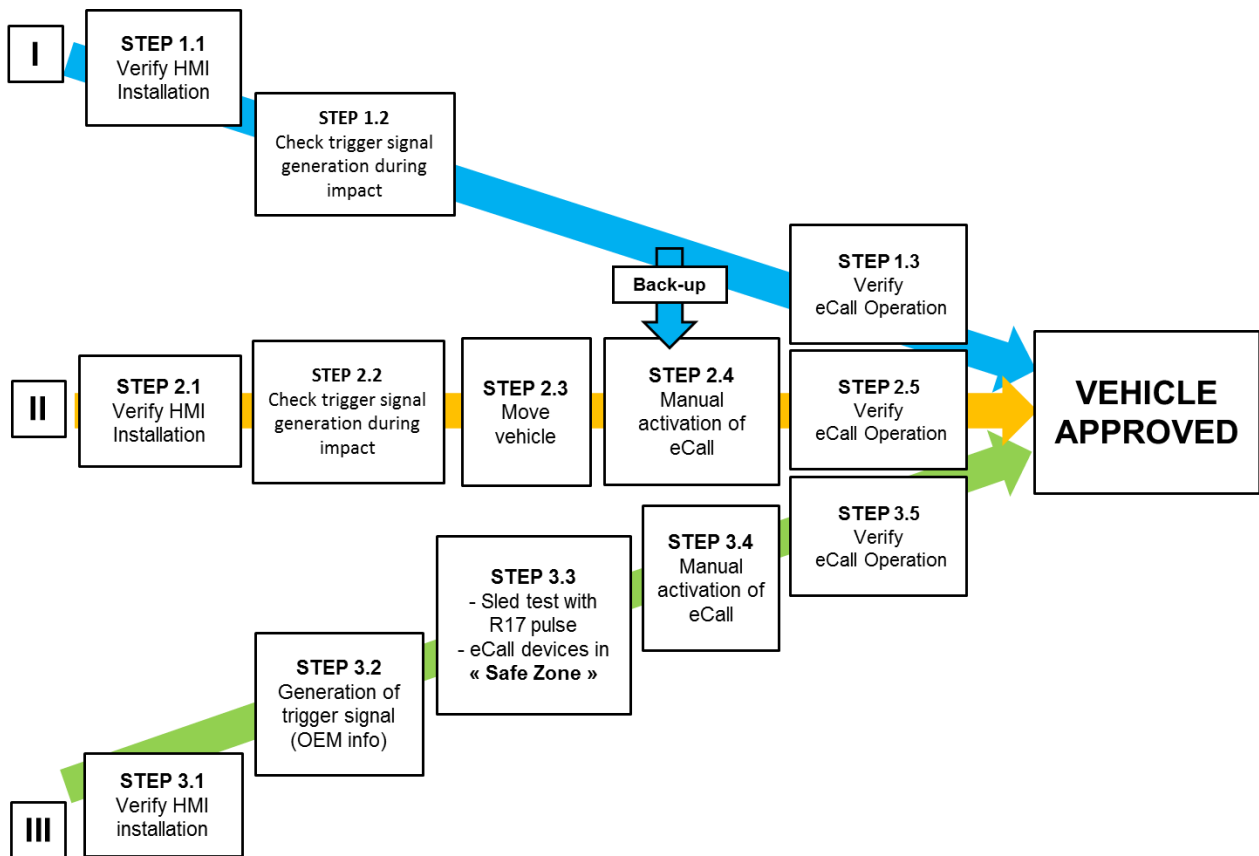 I
STEP 1.1
Verify HMI
Installation
STEP 1.2
Check trigger signal
generation during
impact
Back-up
STEP 1.3
Verify
eCall Operation
II
STEP 2.1
Verify HMI
Installation
STEP 2.2
Check trigger signal
generation during
impact
STEP 2.3
Move
vehicle
STEP 2.4
Manual
activation of
eCall
STEP 2.5
Verify
eCall Operation
VEHICLE
APPROVED
III
STEP 3.1
Verify HMI
installation
STEP 3.2
Generation of
trigger signal
(OEM info)
STEP 3.3
- Sled test with
R17 pulse
- eCall devices in
« Safe Zone »
STEP 3.4
Manual
activation of
eCall
STEP 3.5
Verify
eCall Operation